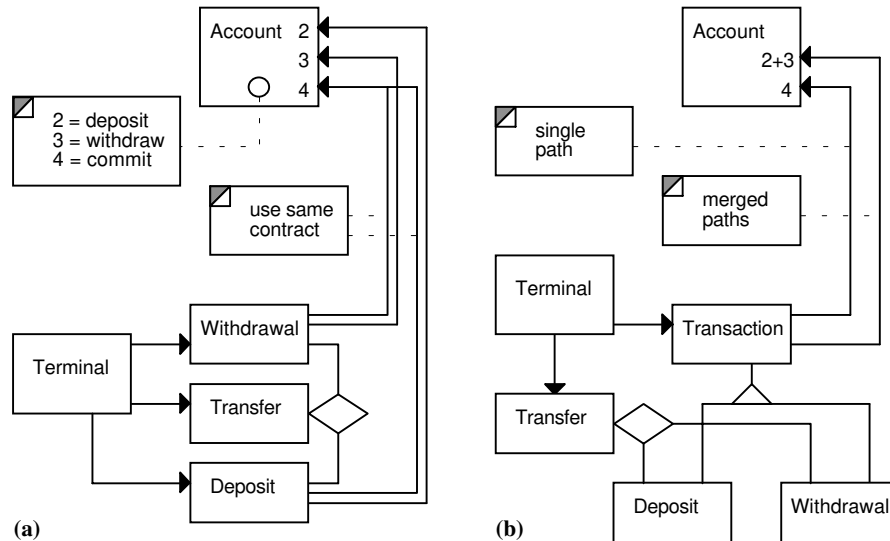 Account 2
3
4
2 = deposit
3 = withdraw
4 = commit
use same
contract
Withdrawal
Terminal
Transfer
Deposit
(a)
Account
2+3
4
single
path
merged
paths
Terminal
Transaction
Transfer
Deposit
Withdrawal
(b)